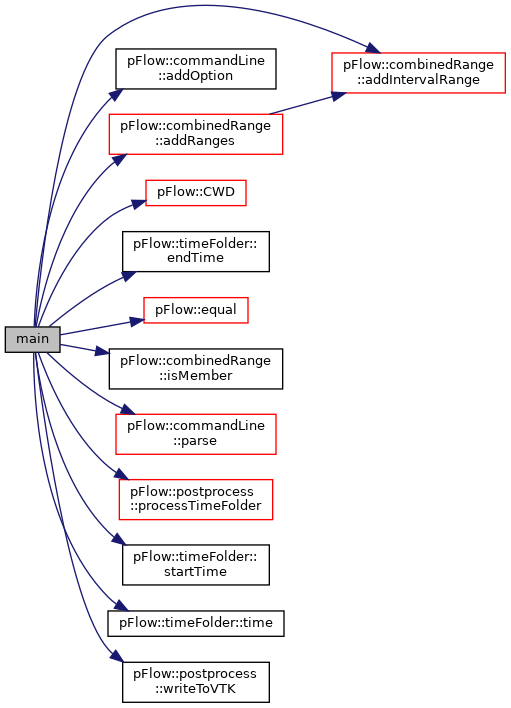 pFlow::commandLine
::addOption
pFlow::combinedRange
::addIntervalRange
pFlow::combinedRange
::addRanges
pFlow::CWD
pFlow::timeFolder::
endTime
pFlow::equal
main
pFlow::combinedRange
::isMember
pFlow::commandLine
::parse
pFlow::postprocess
::processTimeFolder
pFlow::timeFolder::
startTime
pFlow::timeFolder::time
pFlow::postprocess
::writeToVTK